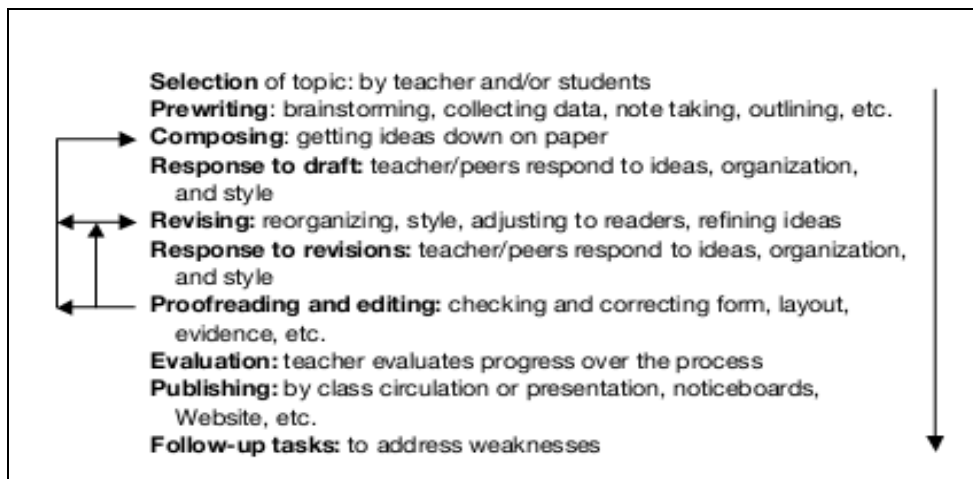 Selection of topic: by teacher and/or students
Prewriting: brainstorming, collecting data, note taking, outlining, etc.
Composing: getting ideas down on paper
Response to draft: teacher/peers respond to ideas, organization,
and style
Revising: reorganizing, style, adjusting to readers, refining ideas
Response to revisions: teacher/peers respond to ideas, organization,
and style
Proofreading and editing: checking and correcting form, layout,
evidence, etc.
Evaluation: teacher evaluates progress over the process
Publishing: by class circulation or presentation, noticeboards,
Website, etc.
Follow-up tasks: to address weaknesses